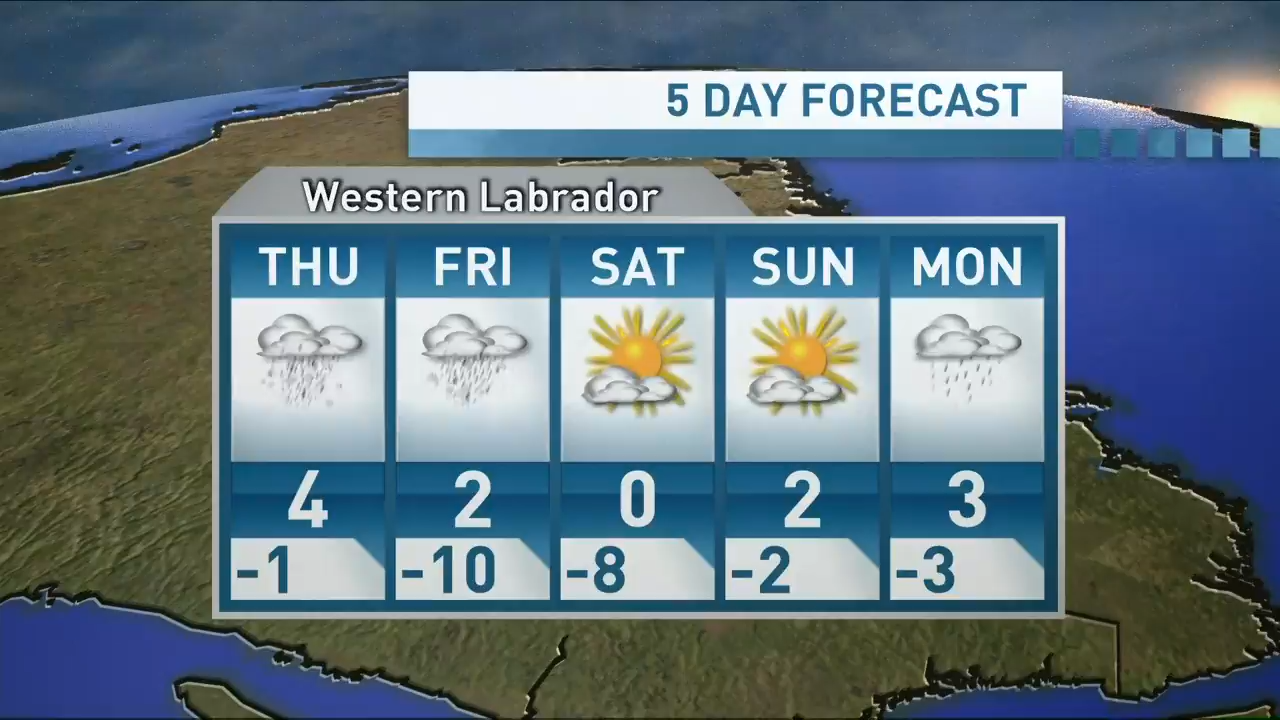 5 DAY FORECAST
Western Labrador
THU FRI SAT SUN MON
4 2 0 2 3
-1 -10 -8 -2 -3